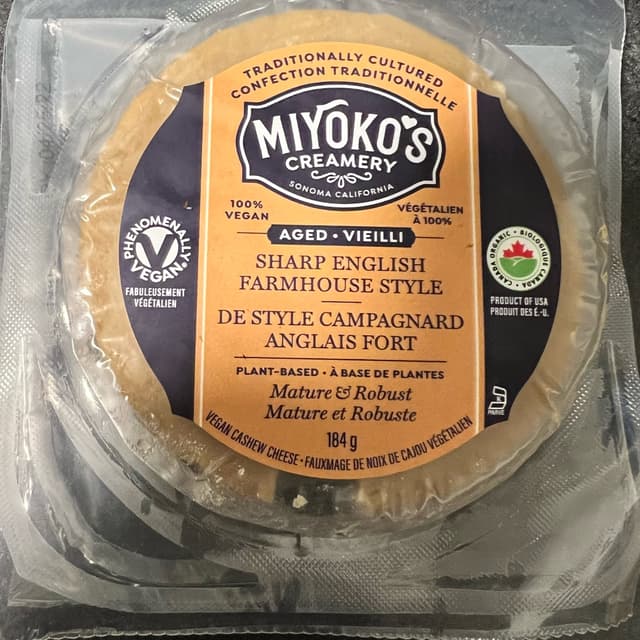 TRADITIONALLY CULTURED
CONFECTION TRADITIONNELLE
MIYOKO'S
CREAMERY
SONOMA CALIFORNIA
100%
VEGAN
VÉGÉTALIEN
À 100%
AGED • VIEILLI
SHARP ENGLISH
FARMHOUSE STYLE
DE STYLE CAMPAGNARD
ANGLAIS FORT
PLANT-BASED • À BASE DE PLANTES
Mature & Robust
Mature et Robuste
184 g
VEGAN CASHEW CHEESE • FAUXMAGE DE NOIX DE CAJOU VÉGÉTALIEN
PHENOMENALLY
VEGAN
V
FABULEUSEMENT
VÉGÉTALIEN
CANADA ORGANIC • BIOLOGIQUE CANADA •
PRODUCT OF USA
PRODUIT DES É.-U.